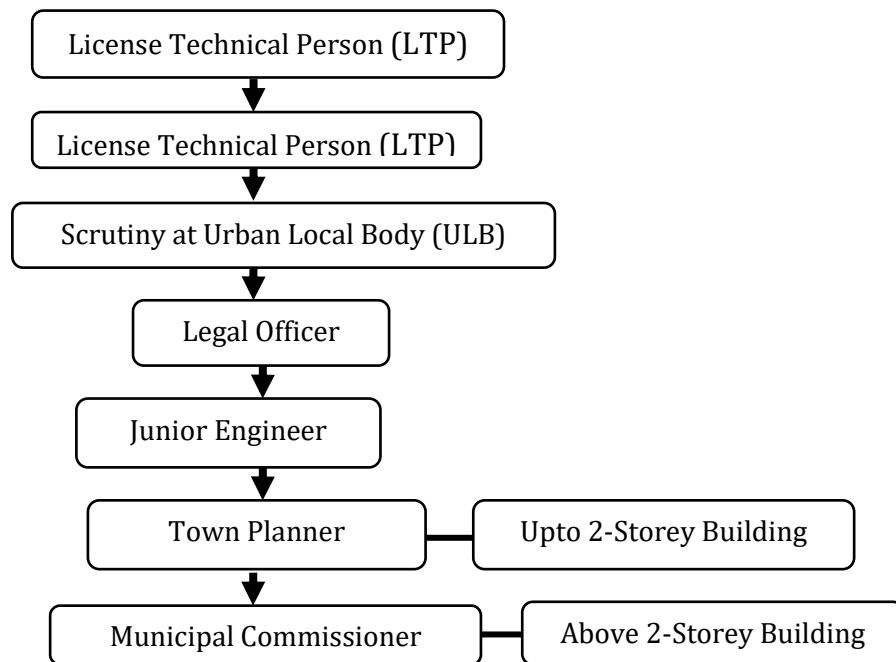 License Technical Person (LTP)
License Technical Person (LTP)
Scrutiny at Urban Local Body (ULB)
Legal Officer
Junior Engineer
Town Planner
Upto 2-Storey Building
Municipal Commissioner
Above 2-Storey Building